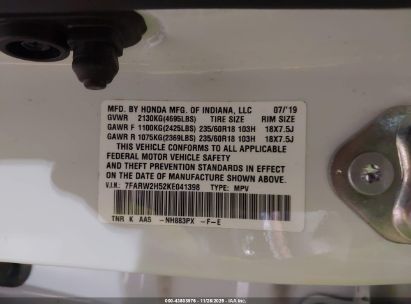 MFD. BY HONDA MFG. OF INDIANA, LLC 07/'19
GVWR 2130KG(4695LBS) TIRE SIZE RIM SIZE
GAWR F 1100KG(2425LBS) 235/60R18 103H 18X7.5J
GAWR R 1075KG(2369LBS) 235/60R18 103H 18X7.5J
THIS VEHICLE CONFORMS TO ALL APPLICABLE
FEDERAL MOTOR VEHICLE SAFETY AND
THEFT PREVENTION STANDARDS IN EFFECT
ON THE DATE OF MANUFACTURE SHOWN ABOVE.
V.I.N.: 7FARW2H52KE041398 TYPE: MPV
TNR K AA5 -NH883PX -F-E